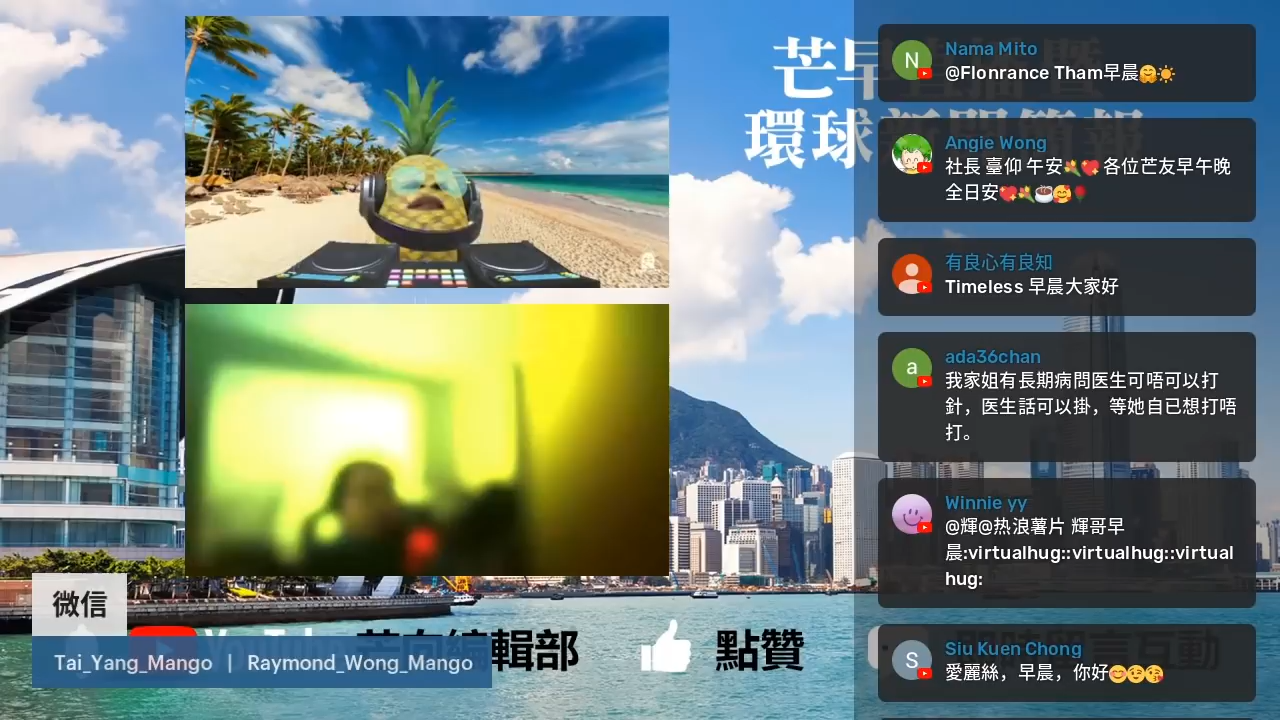 芒早
環球
Nama Mito
@Flonrance Tham早晨🤗☀️
Angie Wong
社長 臺仰 午安💐💖 各位芒友早午晚
全日安💖💐☕🥰🌹
有良心有良知
Timeless 早晨大家好
ada36chan
我家姐有長期病問医生可唔可以打
針，医生話可以掛，等她自已想打唔
打。
Winnie yy
@輝@热浪薯片 輝哥早
晨:virtualhug::virtualhug::virtual
hug:
Siu Kuen Chong
愛麗絲，早晨，你好😊😉😘
微信
Tai_Yang_Mango | Raymond_Wong_Mango
輯部
點贊